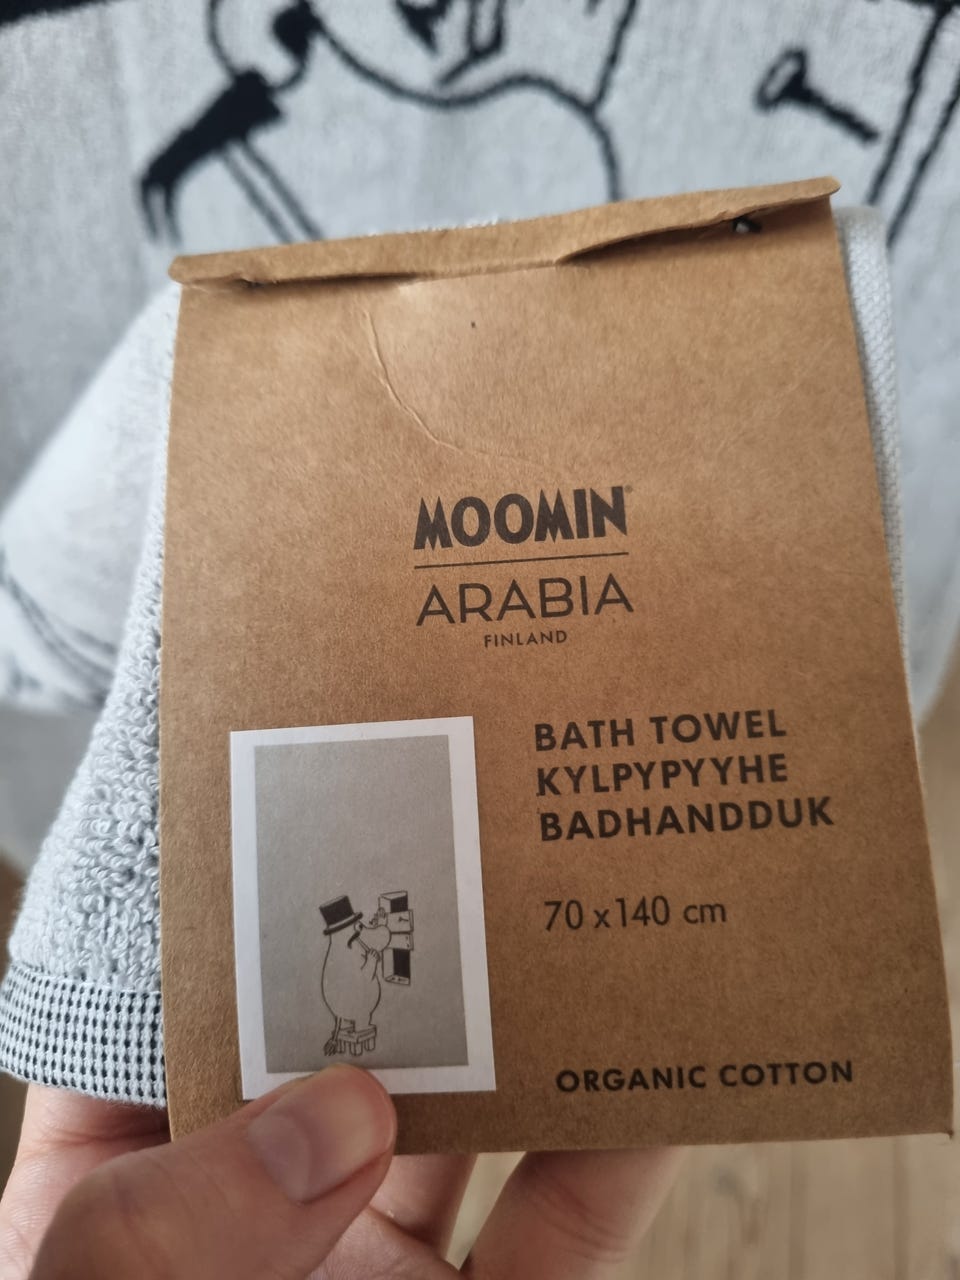 MOOMIN®
ARABIA
FINLAND
BATH TOWEL
KYLPYPYYHE
BADHANDDUK
70 x 140 cm
ORGANIC COTTON